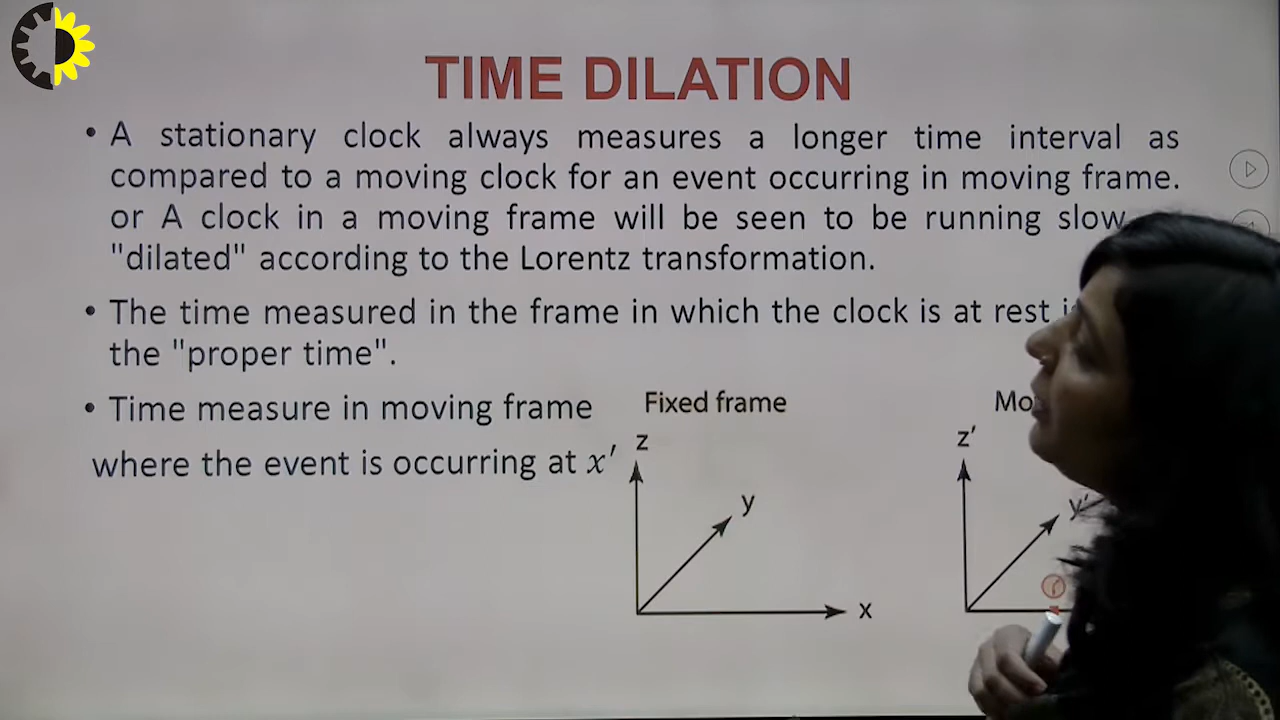 TIME DILATION
• A stationary clock always measures a longer time interval as
compared to a moving clock for an event occurring in moving frame.
or A clock in a moving frame will be seen to be running slow
"dilated" according to the Lorentz transformation.
• The time measured in the frame in which the clock is at rest
the "proper time".
• Time measure in moving frame
where the event is occurring at x′
Fixed frame
z
y
x
z′
y′